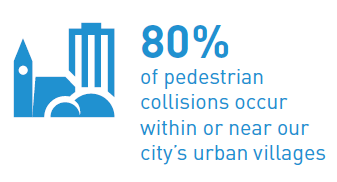 80%
of pedestrian
collisions occur
within or near our
city's urban villages